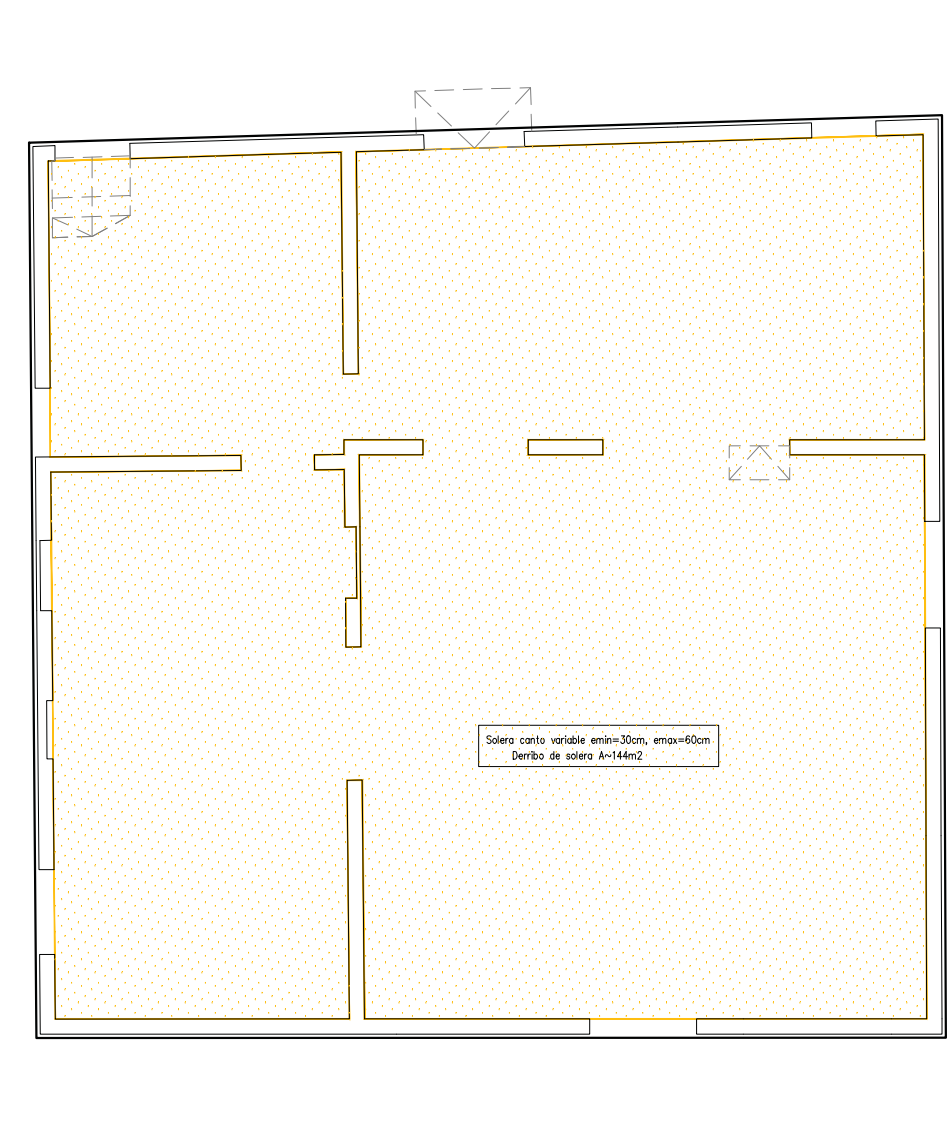 Solera canto variable emin=30cm, emax=60cm
Derribo de solera A~144m2